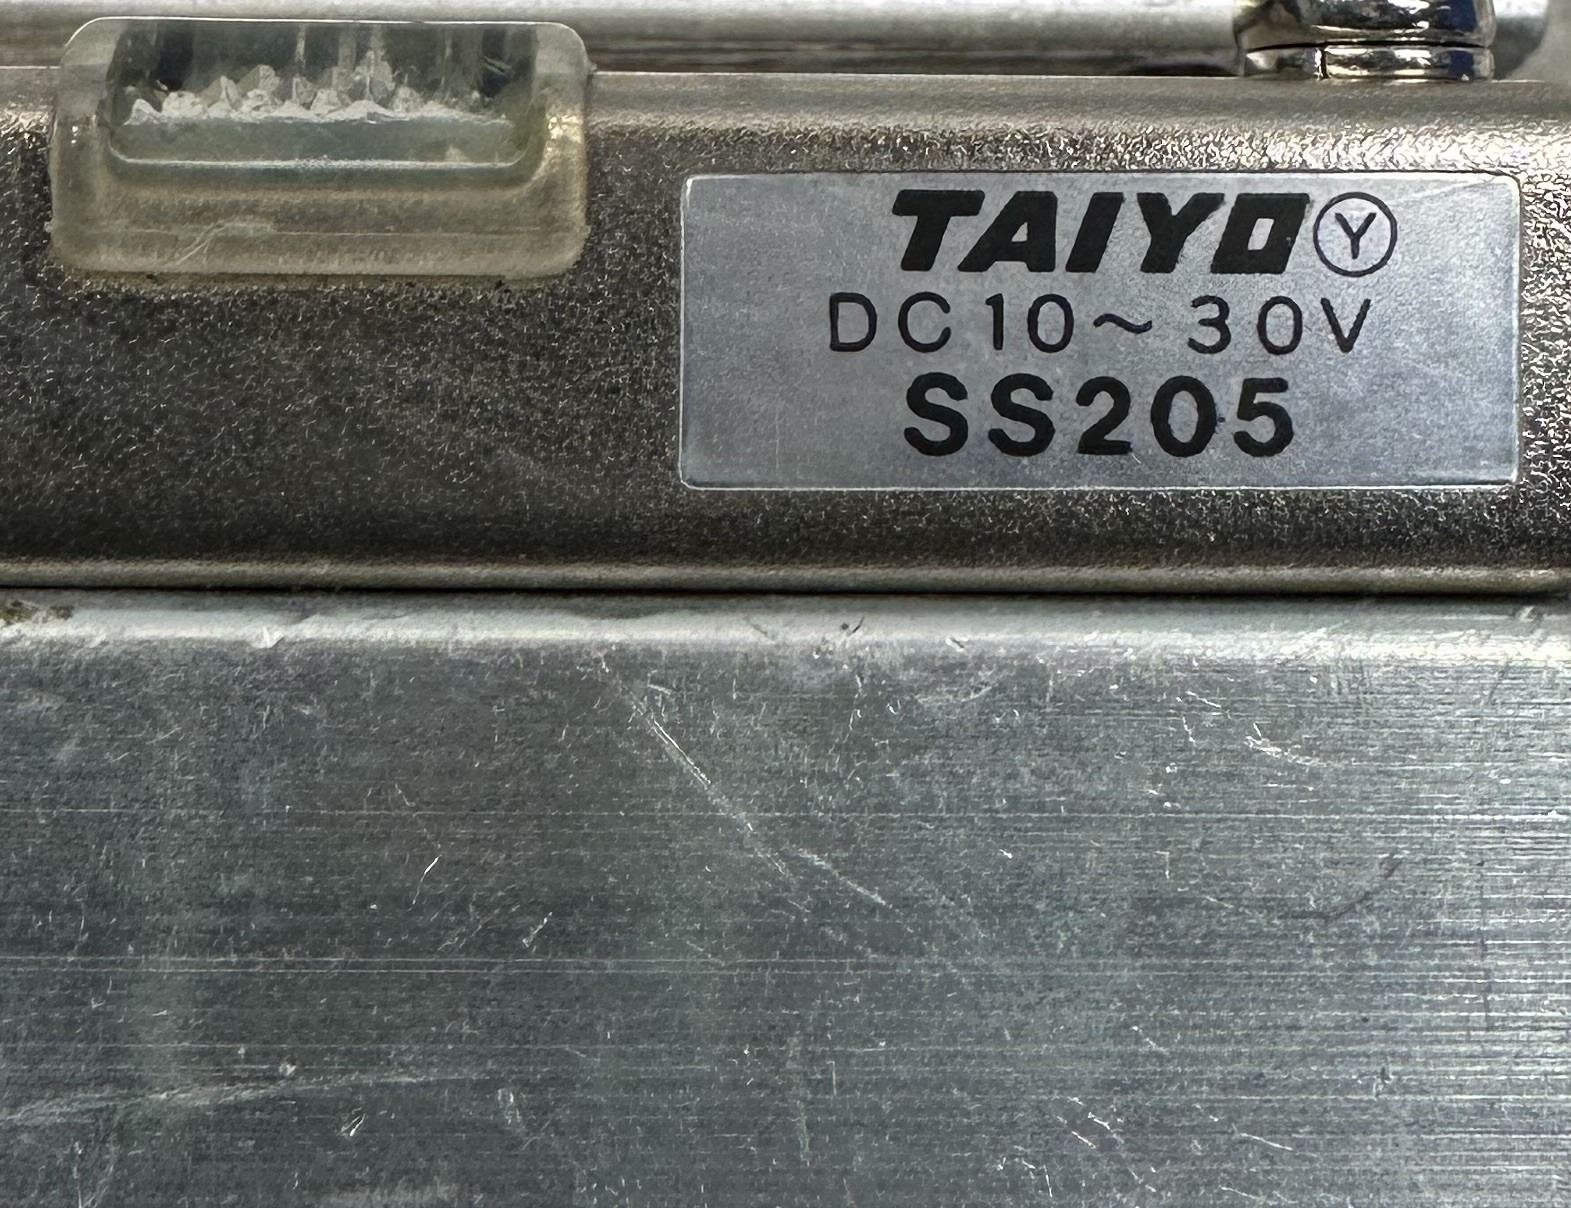 TAIYO Ⓨ
DC10~30V
SS205